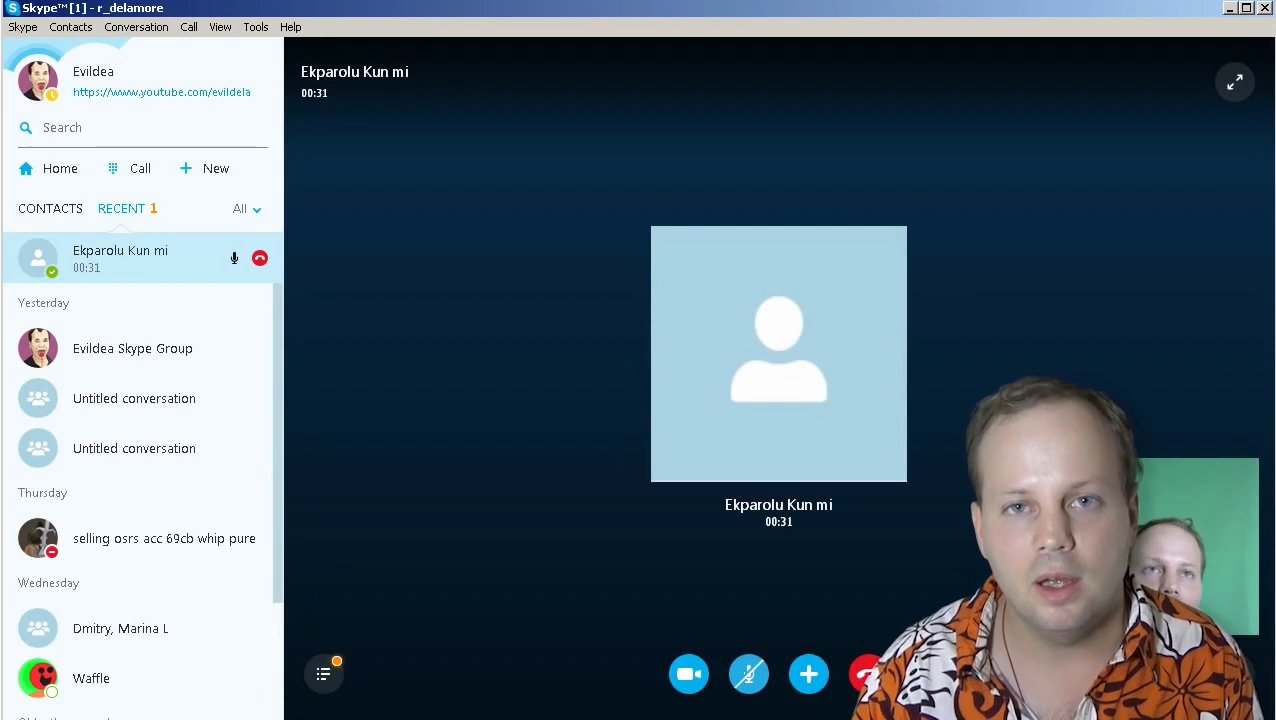 Skype™ [1] - r_delamore
Skype Contacts Conversation Call View Tools Help
Evildea
https://www.youtube.com/evildela
Search
Home Call New
CONTACTS RECENT 1 All
Ekparolu Kun mi
00:31
Yesterday
Evildea Skype Group
Untitled conversation
Untitled conversation
Thursday
selling osrs acc 69cb whip pure
Wednesday
Dmitry, Marina L
Waffle
Ekparolu Kun mi
00:31
Ekparolu Kun mi
00:31